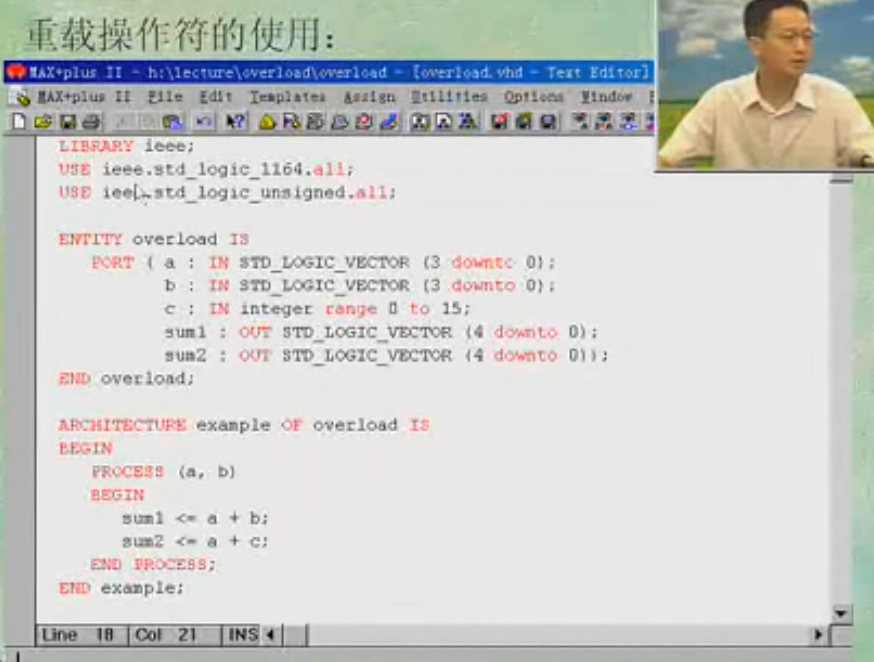 重载操作符的使用：
MAX+plus II - h:\lecture\overload\overload - [overload.vhd - Text Editor]
MAX+plus II File Edit Templates Assign Utilities Options Window
LIBRARY ieee;
USE ieee.std_logic_1164.all;
USE ieee.std_logic_unsigned.all;
ENTITY overload IS
PORT ( a : IN STD_LOGIC_VECTOR (3 downto 0);
b : IN STD_LOGIC_VECTOR (3 downto 0);
c : IN integer range 0 to 15;
sum1 : OUT STD_LOGIC_VECTOR (4 downto 0);
sum2 : OUT STD_LOGIC_VECTOR (4 downto 0));
END overload;
ARCHITECTURE example OF overload IS
BEGIN
PROCESS (a, b)
BEGIN
sum1 <= a + b;
sum2 <= a + c;
END PROCESS;
END example;
Line 18 Col 21 INS